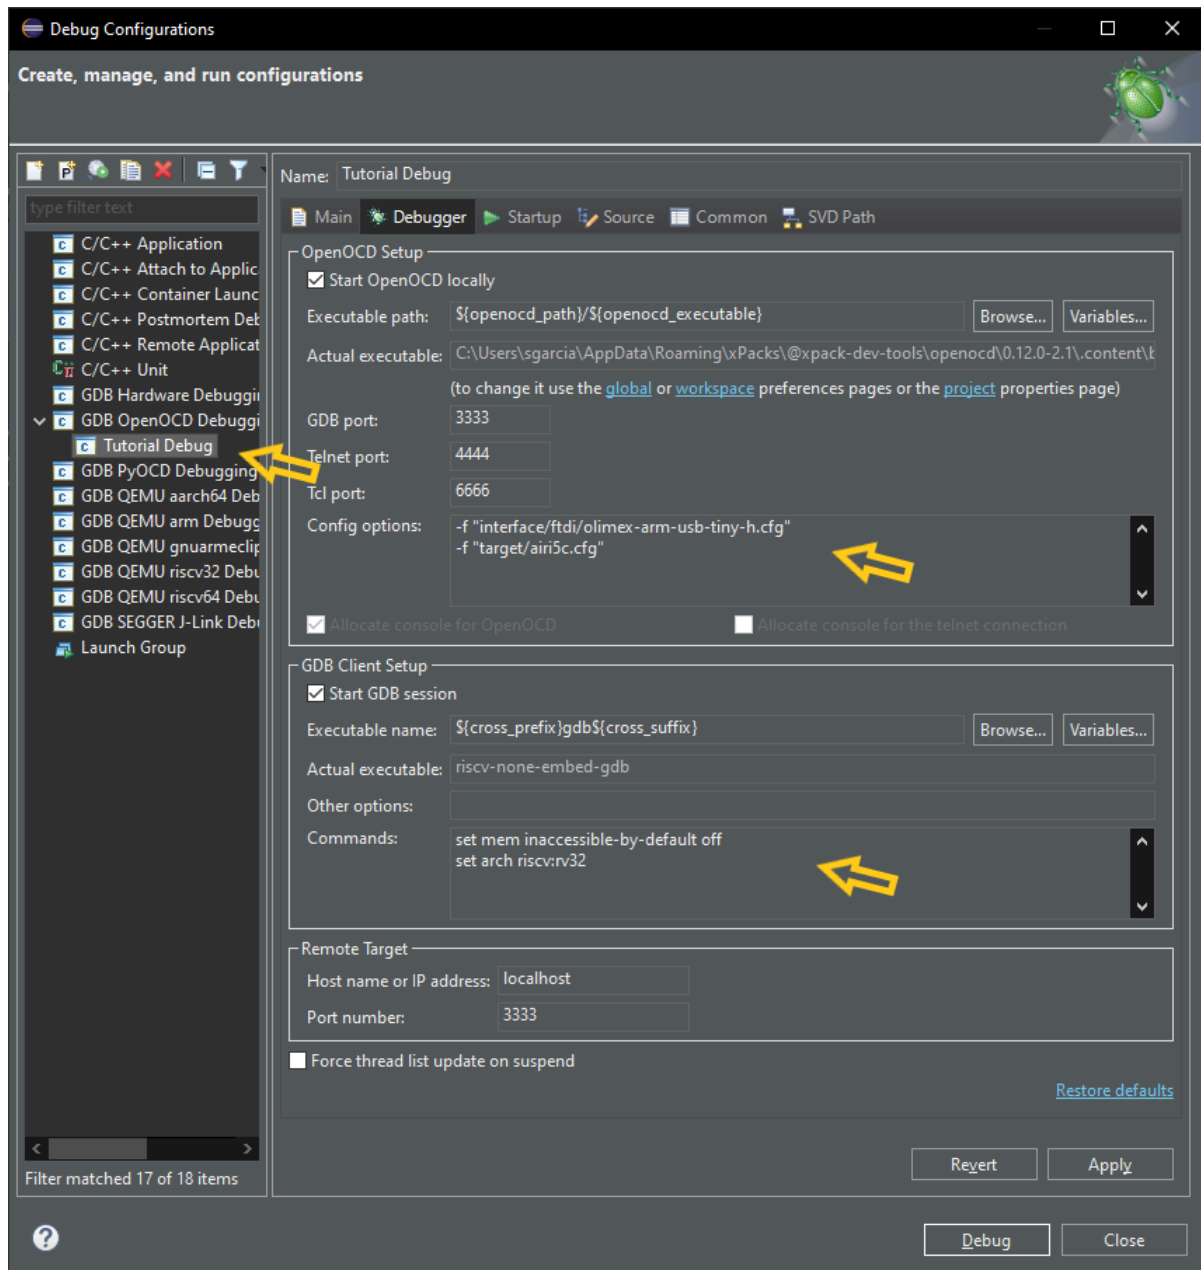 Debug Configurations
Create, manage, and run configurations
type filter text
C/C++ Application
C/C++ Attach to Applic
C/C++ Container Launc
C/C++ Postmortem Deb
C/C++ Remote Applicat
C/C++ Unit
GDB Hardware Debuggin
GDB OpenOCD Debuggi
Tutorial Debug
GDB PyOCD Debugging
GDB QEMU aarch64 Deb
GDB QEMU arm Debugg
GDB QEMU gnuarmeclip
GDB QEMU riscv32 Debu
GDB QEMU riscv64 Debu
GDB SEGGER J-Link Deb
Launch Group
Filter matched 17 of 18 items
Name: Tutorial Debug
Main Debugger Startup Source Common SVD Path
OpenOCD Setup
Start OpenOCD locally
Executable path: ${openocd_path}/${openocd_executable} Browse... Variables...
Actual executable: C:\Users\sgarcia\AppData\Roaming\xPacks\@xpack-dev-tools\openocd\0.12.0-2.1\.content\b
(to change it use the global or workspace preferences pages or the project properties page)
GDB port: 3333
Telnet port: 4444
Tcl port: 6666
Config options: -f "interface/ftdi/olimex-arm-usb-tiny-h.cfg"
-f "target/airi5c.cfg"
Allocate console for OpenOCD Allocate console for the telnet connection
GDB Client Setup
Start GDB session
Executable name: ${cross_prefix}gdb${cross_suffix} Browse... Variables...
Actual executable: riscv-none-embed-gdb
Other options:
Commands: set mem inaccessible-by-default off
set arch riscv:rv32
Remote Target
Host name or IP address: localhost
Port number: 3333
Force thread list update on suspend
Restore defaults
Revert Apply
Debug Close